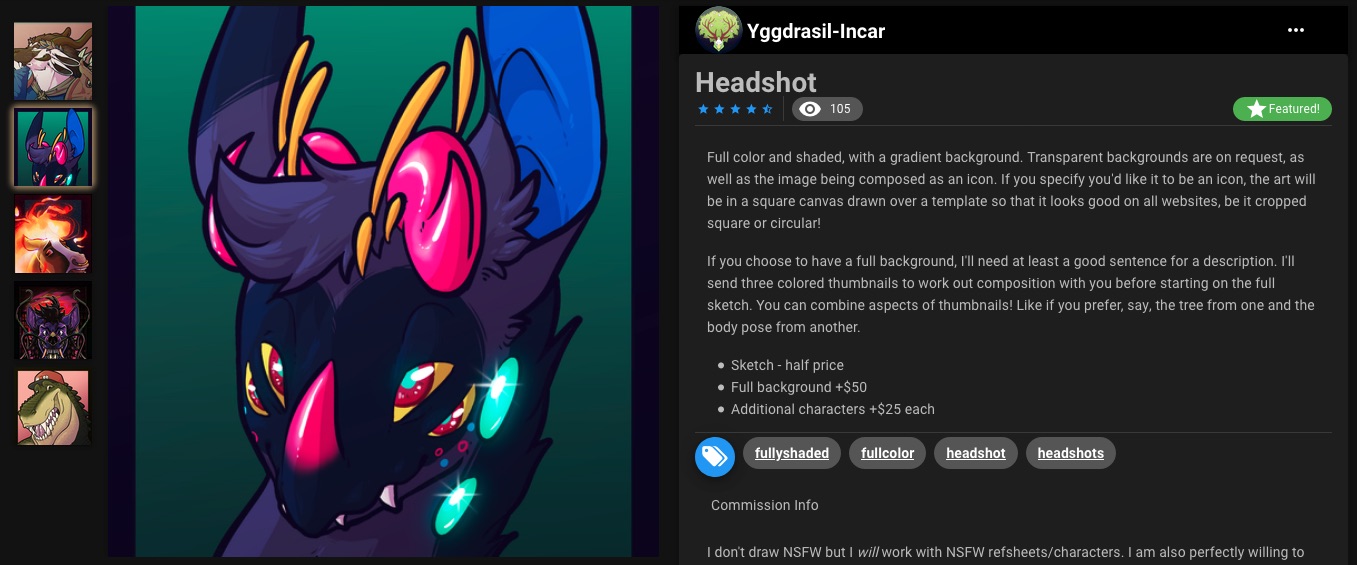 Yggdrasil-Incar
Headshot
105
Featured!
Full color and shaded, with a gradient background. Transparent backgrounds are on request, as
well as the image being composed as an icon. If you specify you'd like it to be an icon, the art will
be in a square canvas drawn over a template so that it looks good on all websites, be it cropped
square or circular!
If you choose to have a full background, I'll need at least a good sentence for a description. I'll
send three colored thumbnails to work out composition with you before starting on the full
sketch. You can combine aspects of thumbnails! Like if you prefer, say, the tree from one and the
body pose from another.
Sketch - half price
Full background +$50
Additional characters +$25 each
fullyshaded fullcolor headshot headshots
Commission Info
I don't draw NSFW but I will work with NSFW refsheets/characters. I am also perfectly willing to